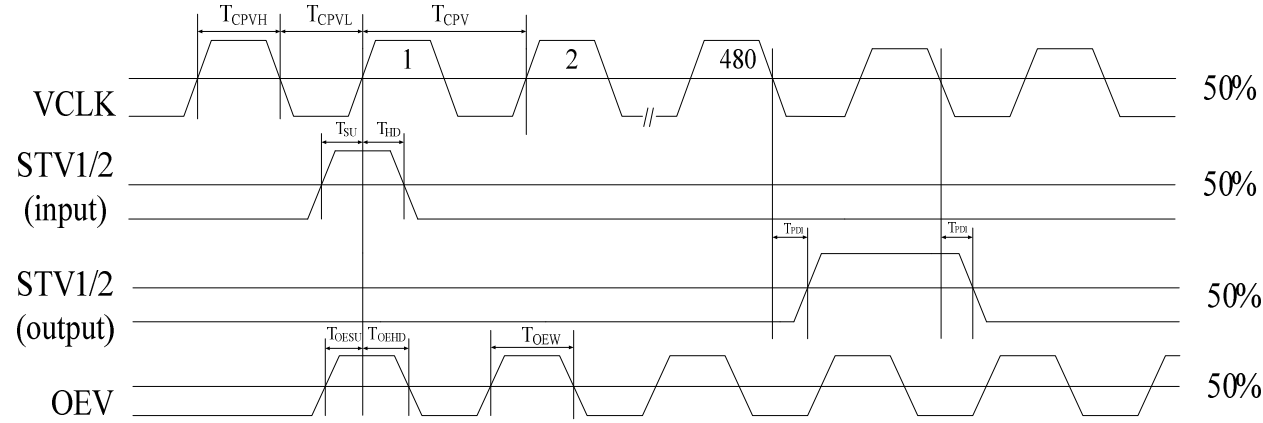 TCPVH TCPVL TCPV
1 2 480
VCLK 50%
TSU THD
STV1/2
(input) 50%
TPDI TPDI
STV1/2
(output) 50%
TOESU TOEHD TOEW
OEV 50%